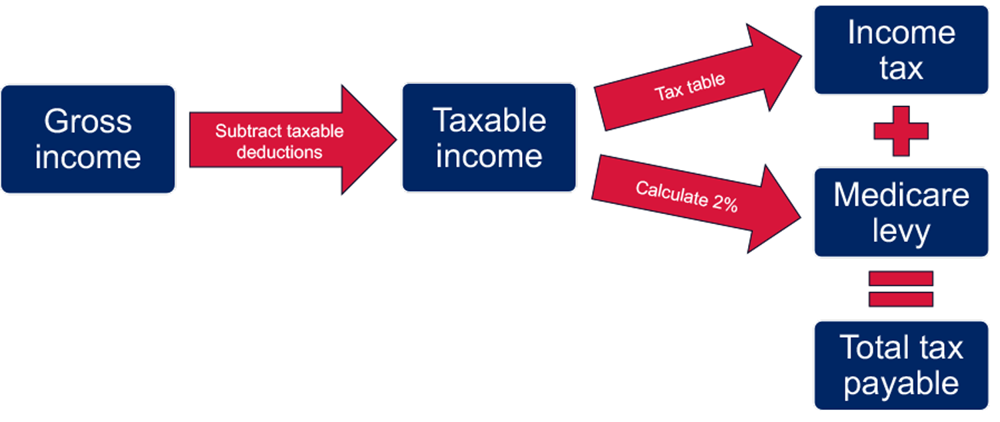 Gross
income
Subtract taxable
deductions
Taxable
income
Tax table
Calculate 2%
Income
tax
+
Medicare
levy
=
Total tax
payable